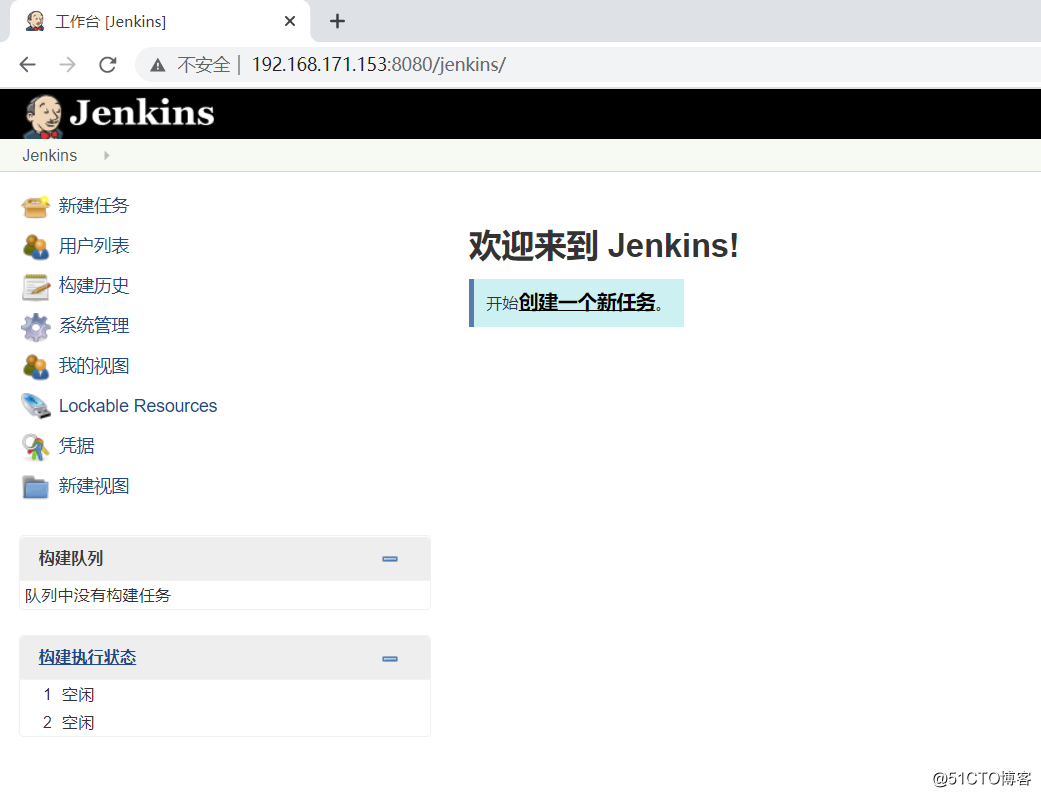 工作台 [Jenkins]
不安全 | 192.168.171.153:8080/jenkins/
Jenkins
Jenkins
新建任务
用户列表
构建历史
系统管理
我的视图
Lockable Resources
凭据
新建视图
构建队列
队列中没有构建任务
构建执行状态
1 空闲
2 空闲
欢迎来到 Jenkins!
开始创建一个新任务。
@51CTO博客